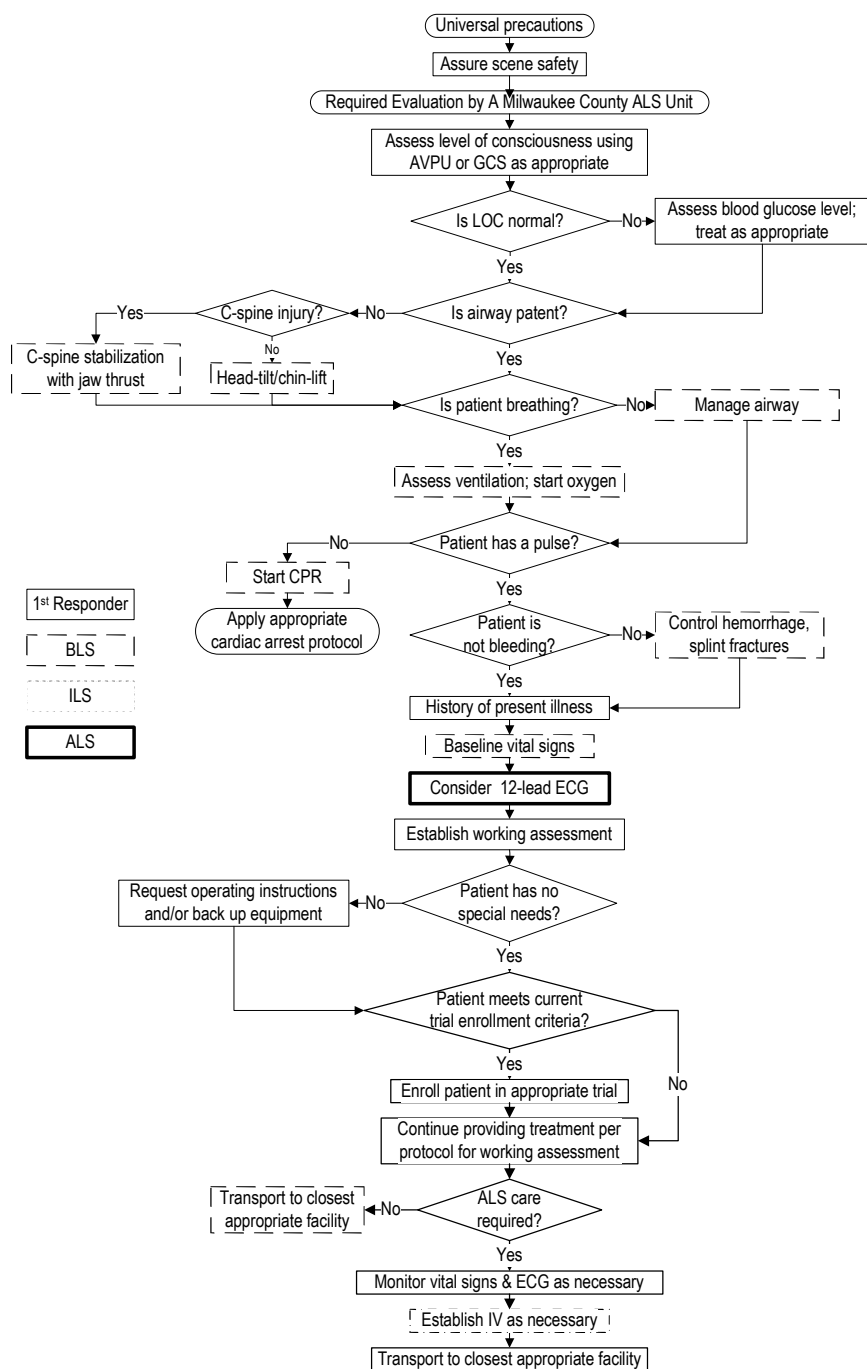 Universal precautions
Assure scene safety
Required Evaluation by A Milwaukee County ALS Unit
Assess level of consciousness using
AVPU or GCS as appropriate
Is LOC normal?
No
Assess blood glucose level;
treat as appropriate
Yes
Yes
C-spine injury?
No
Is airway patent?
No
C-spine stabilization
with jaw thrust
Head-tilt/chin-lift
Yes
Is patient breathing?
No
Manage airway
Yes
Assess ventilation; start oxygen
No
Patient has a pulse?
Start CPR
Yes
1st Responder
Apply appropriate
cardiac arrest protocol
Patient is
not bleeding?
No
Control hemorrhage,
splint fractures
BLS
Yes
ILS
History of present illness
ALS
Baseline vital signs
Consider 12-lead ECG
Establish working assessment
Request operating instructions
and/or back up equipment
No
Patient has no
special needs?
Yes
Patient meets current
trial enrollment criteria?
Yes
No
Enroll patient in appropriate trial
Continue providing treatment per
protocol for working assessment
Transport to closest
appropriate facility
No
ALS care
required?
Yes
Monitor vital signs & ECG as necessary
Establish IV as necessary
Transport to closest appropriate facility